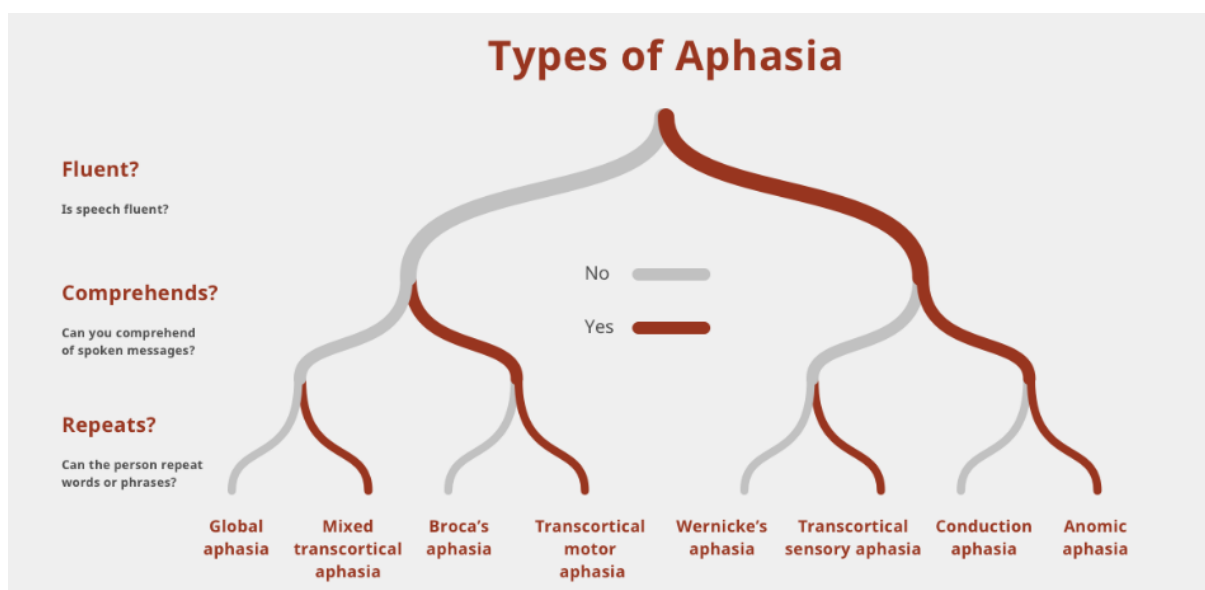 Types of Aphasia
Fluent?
Is speech fluent?
No
Yes
Comprehends?
Can you comprehend
of spoken messages?
Repeats?
Can the person repeat
words or phrases?
Global
aphasia
Mixed
transcortical
aphasia
Broca’s
aphasia
Transcortical
motor
aphasia
Wernicke’s
aphasia
Transcortical
sensory aphasia
Conduction
aphasia
Anomic
aphasia